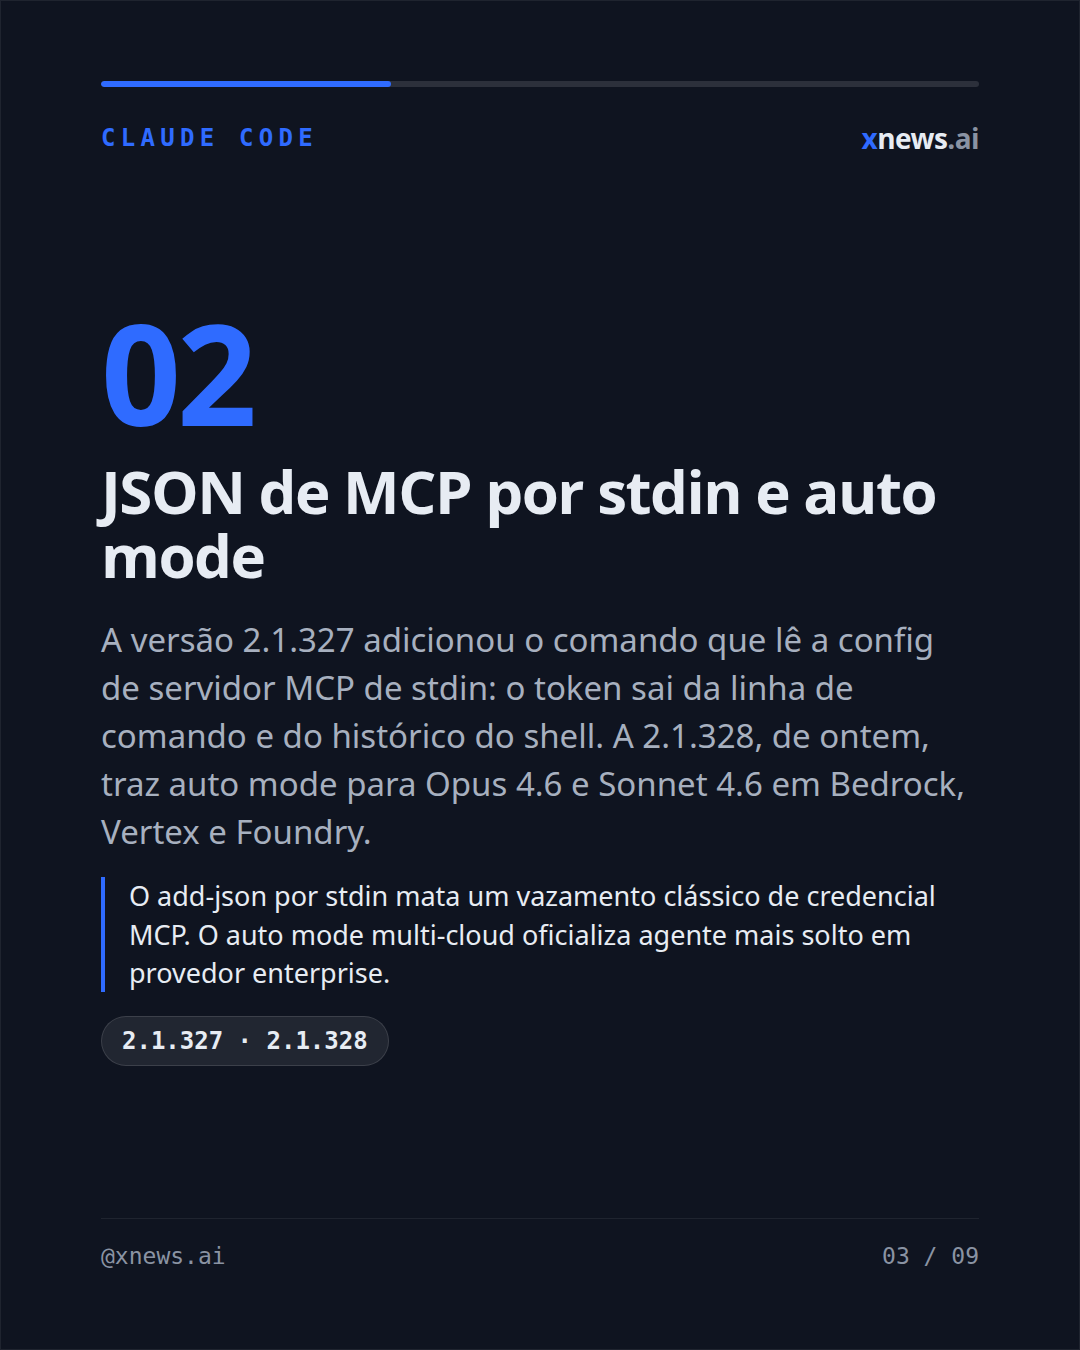 CLAUDE CODE
xnews.ai
02
JSON de MCP por stdin e auto
mode
A versão 2.1.327 adicionou o comando que lê a config
de servidor MCP de stdin: o token sai da linha de
comando e do histórico do shell. A 2.1.328, de ontem,
traz auto mode para Opus 4.6 e Sonnet 4.6 em Bedrock,
Vertex e Foundry.
O add-json por stdin mata um vazamento clássico de credencial
MCP. O auto mode multi-cloud oficializa agente mais solto em
provedor enterprise.
2.1.327 · 2.1.328
@xnews.ai
03 / 09